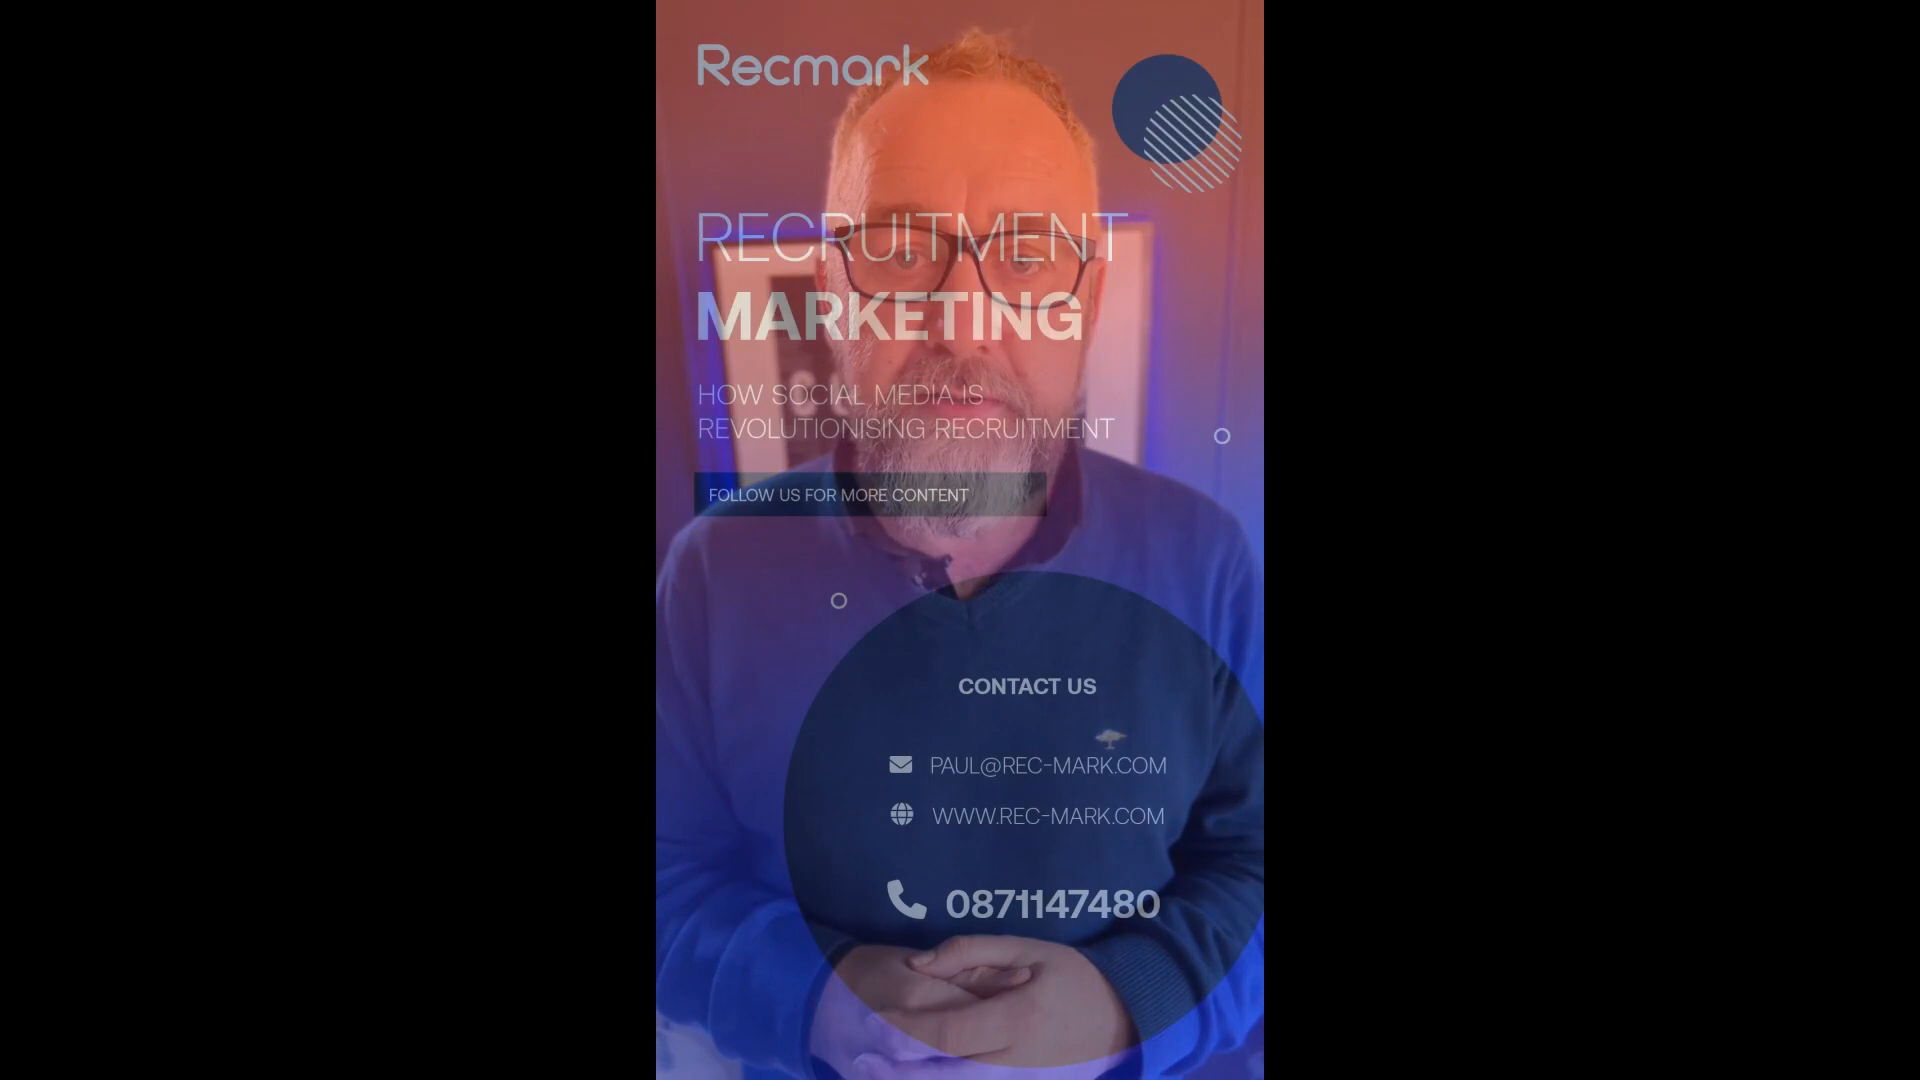 Recmark
RECRUITMENT
MARKETING
HOW SOCIAL MEDIA IS
REVOLUTIONISING RECRUITMENT
FOLLOW US FOR MORE CONTENT
CONTACT US
PAUL@REC-MARK.COM
WWW.REC-MARK.COM
0871147480